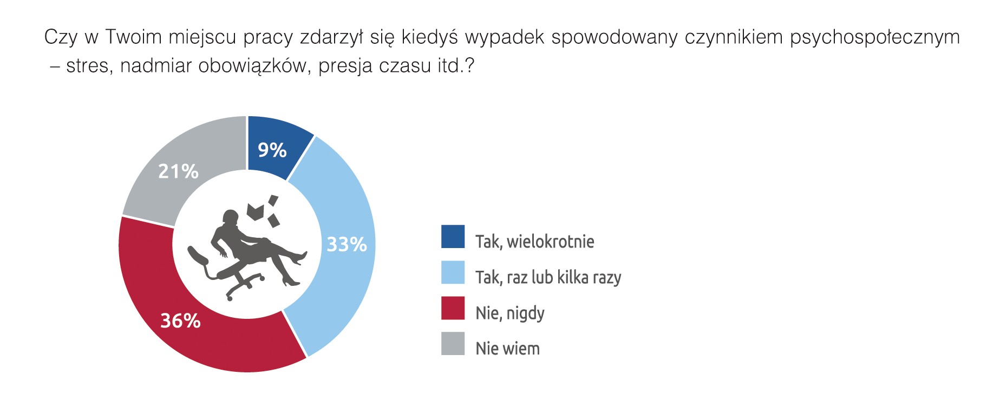 Czy w Twoim miejscu pracy zdarzył się kiedyś wypadek spowodowany czynnikiem psychospołecznym
– stres, nadmiar obowiązków, presja czasu itd.?
9%
21%
33%
36%
Tak, wielokrotnie
Tak, raz lub kilka razy
Nie, nigdy
Nie wiem